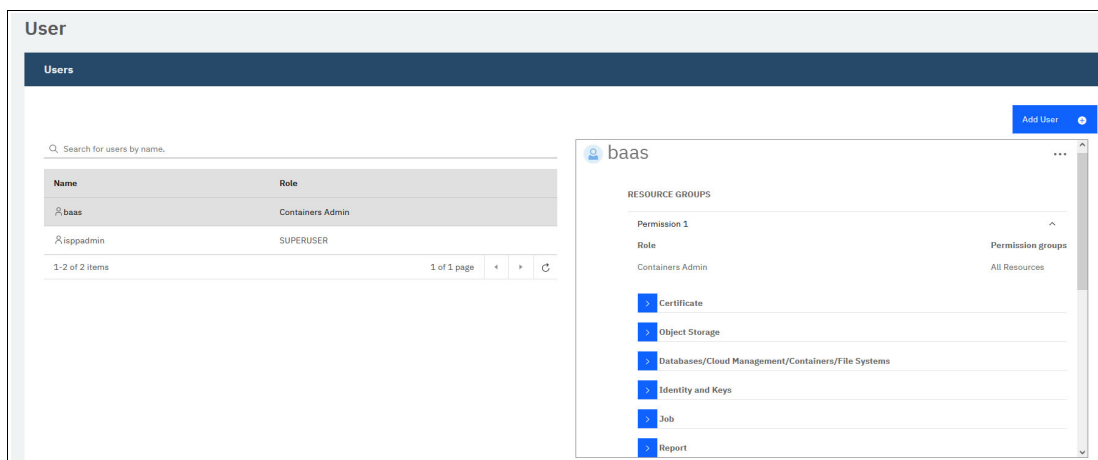 User
Users
Add User
Search for users by name.
Name Role
baas Containers Admin
isppadmin SUPERUSER
1-2 of 2 items 1 of 1 page
baas
...
RESOURCE GROUPS
Permission 1
Role Permission groups
Containers Admin All Resources
Certificate
Object Storage
Databases/Cloud Management/Containers/File Systems
Identity and Keys
Job
Report